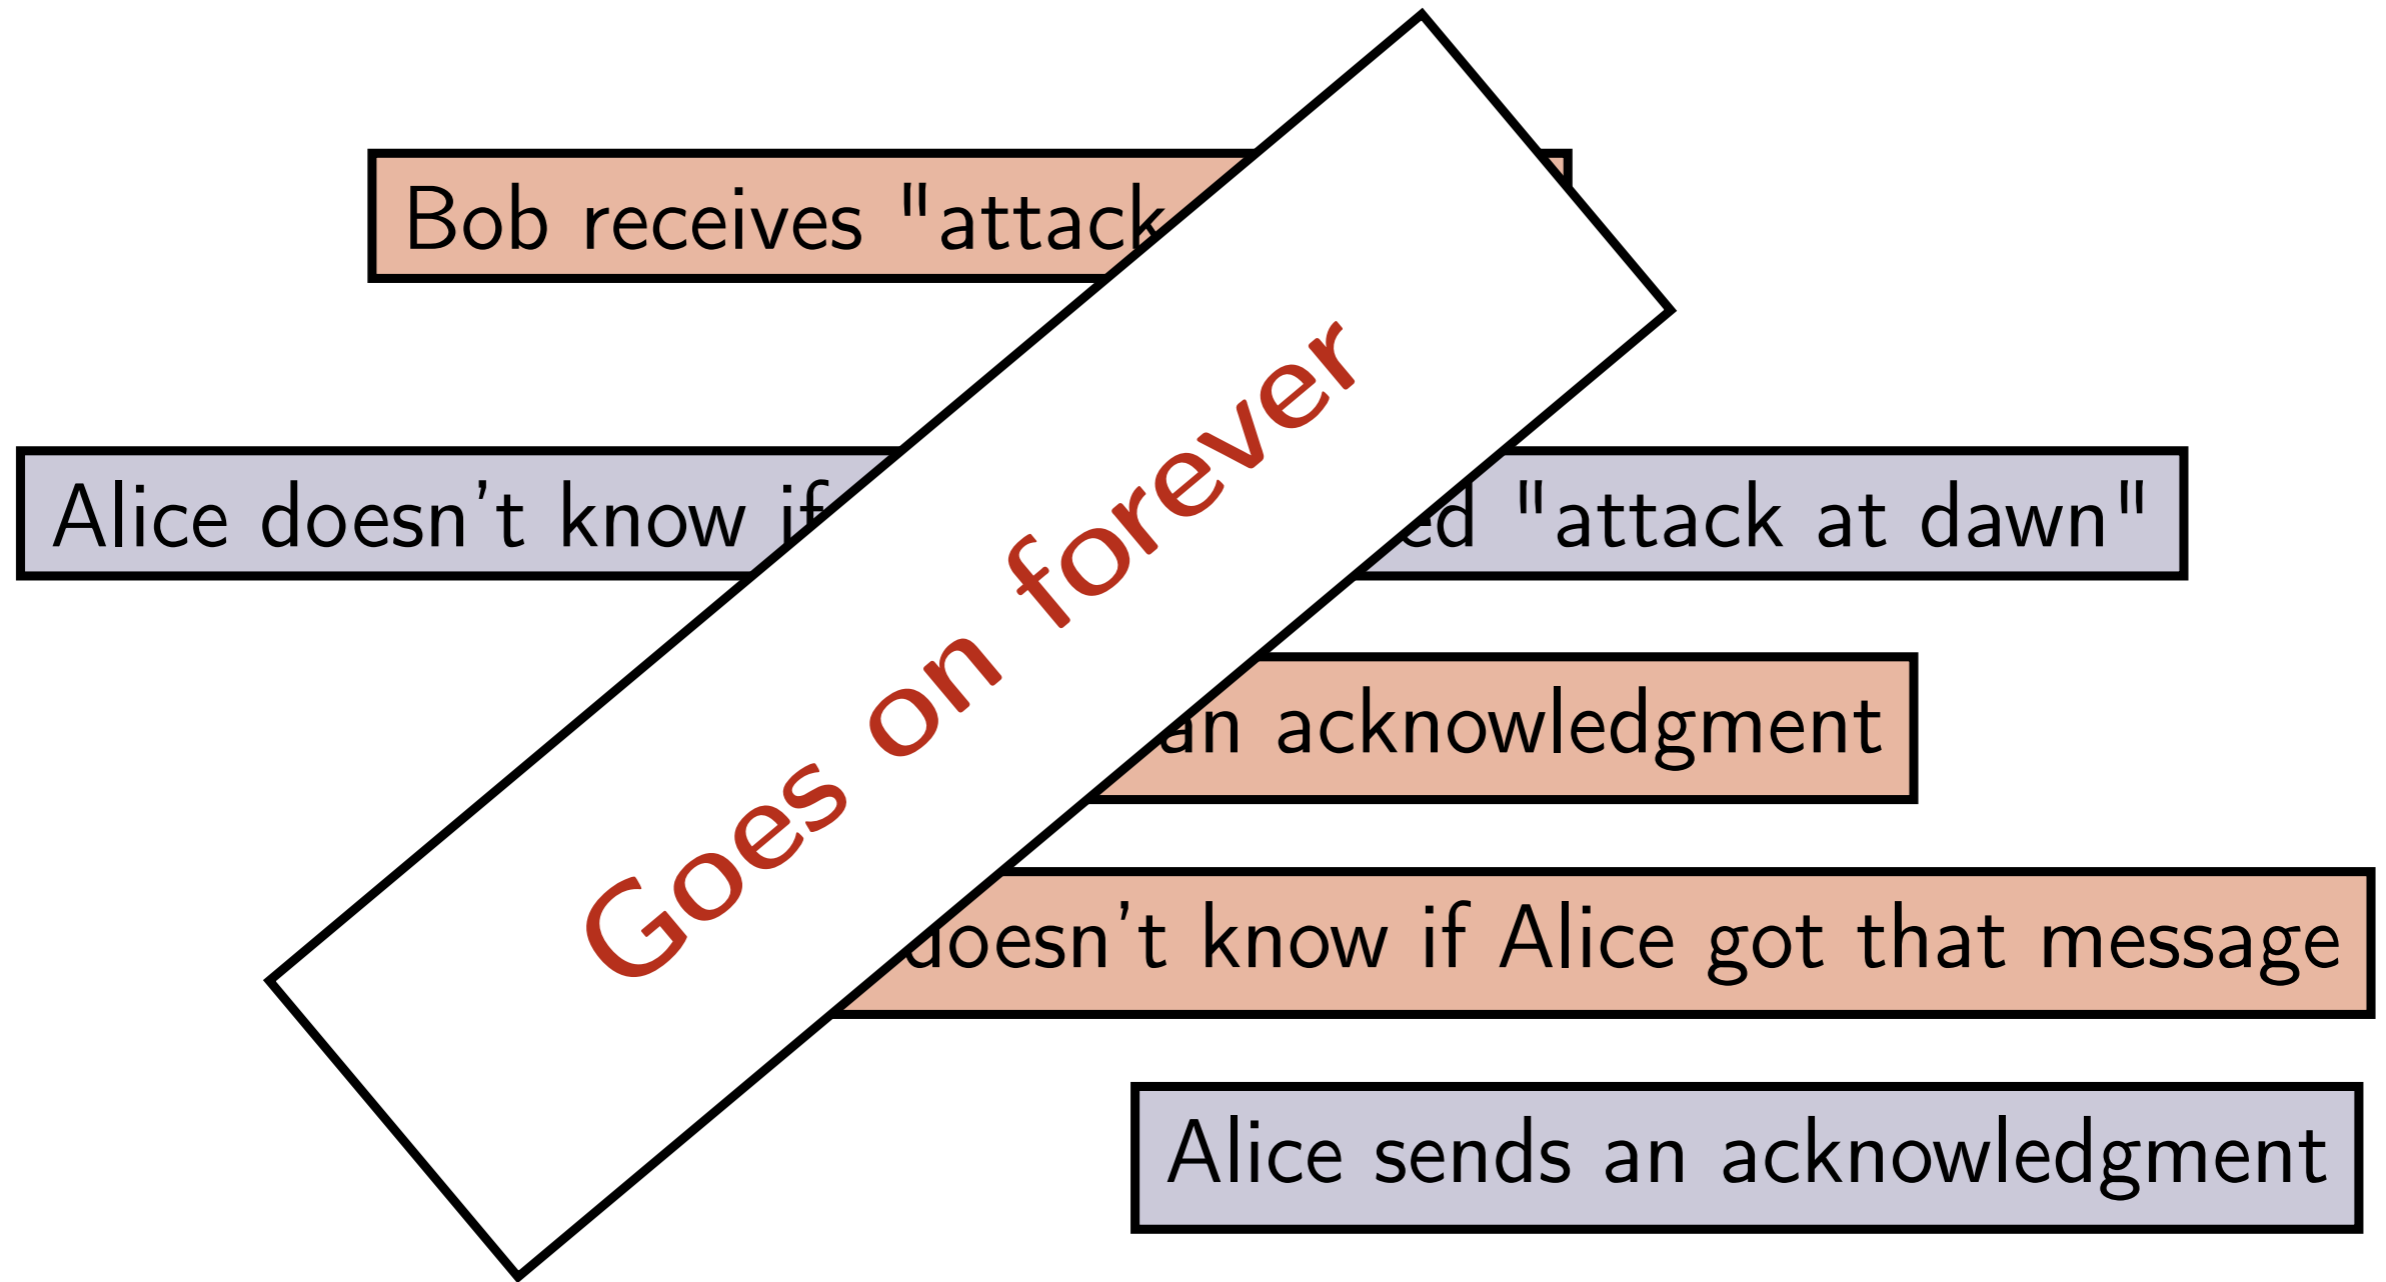 Bob receives "attack
Alice doesn't know if "attack at dawn"
an acknowledgment
doesn't know if Alice got that message
Alice sends an acknowledgment
Goes on forever